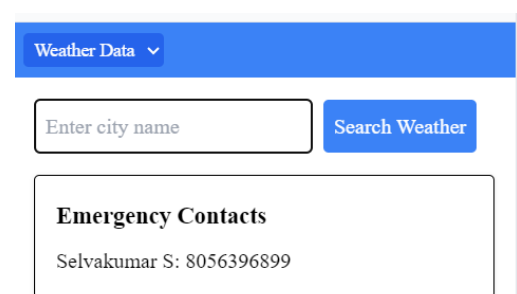 Weather Data
Enter city name
Search Weather
Emergency Contacts
Selvakumar S: 8056396899